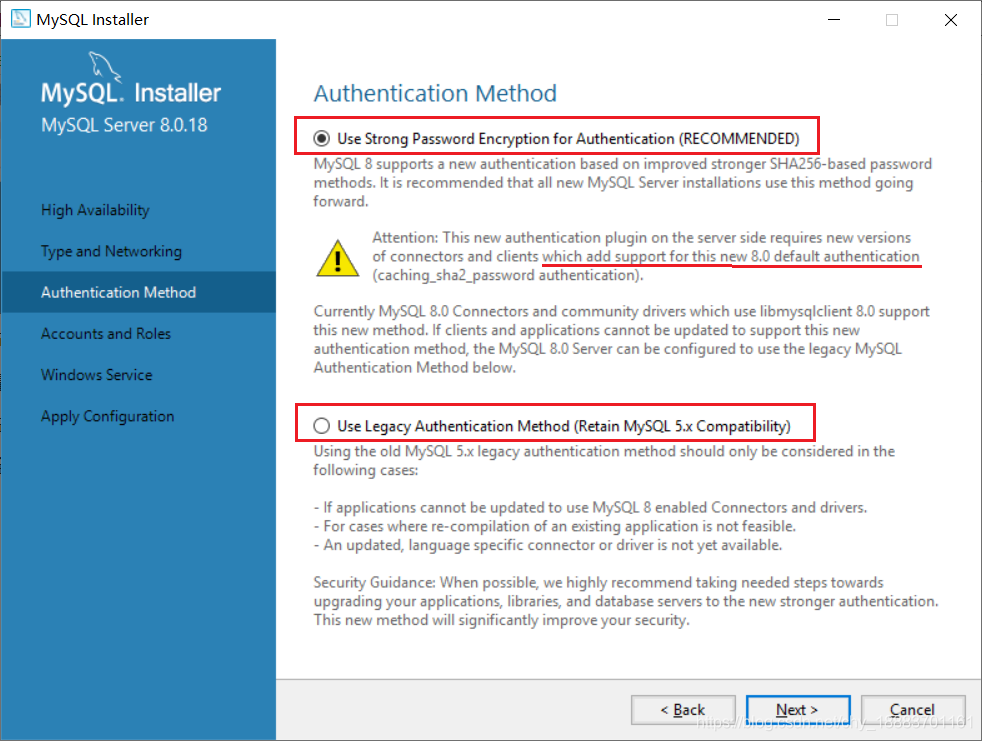 MySQL Installer
MySQL. Installer
MySQL Server 8.0.18
High Availability
Type and Networking
Authentication Method
Accounts and Roles
Windows Service
Apply Configuration
Authentication Method
Use Strong Password Encryption for Authentication (RECOMMENDED)
MySQL 8 supports a new authentication based on improved stronger SHA256-based password
methods. It is recommended that all new MySQL Server installations use this method going
forward.
Attention: This new authentication plugin on the server side requires new versions
of connectors and clients which add support for this new 8.0 default authentication
(caching_sha2_password authentication).
Currently MySQL 8.0 Connectors and community drivers which use libmysqlclient 8.0 support
this new method. If clients and applications cannot be updated to support this new
authentication method, the MySQL 8.0 Server can be configured to use the legacy MySQL
Authentication Method below.
Use Legacy Authentication Method (Retain MySQL 5.x Compatibility)
Using the old MySQL 5.x legacy authentication method should only be considered in the
following cases:
- If applications cannot be updated to use MySQL 8 enabled Connectors and drivers.
- For cases where re-compilation of an existing application is not feasible.
- An updated, language specific connector or driver is not yet available.
Security Guidance: When possible, we highly recommend taking needed steps towards
upgrading your applications, libraries, and database servers to the new stronger authentication.
This new method will significantly improve your security.
< Back
Next >
Cancel